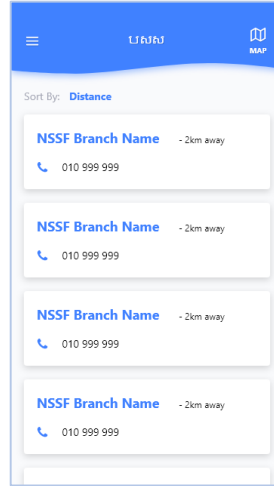 បសស
MAP
Sort By: Distance
NSSF Branch Name - 2km away
010 999 999
NSSF Branch Name - 2km away
010 999 999
NSSF Branch Name - 2km away
010 999 999
NSSF Branch Name - 2km away
010 999 999